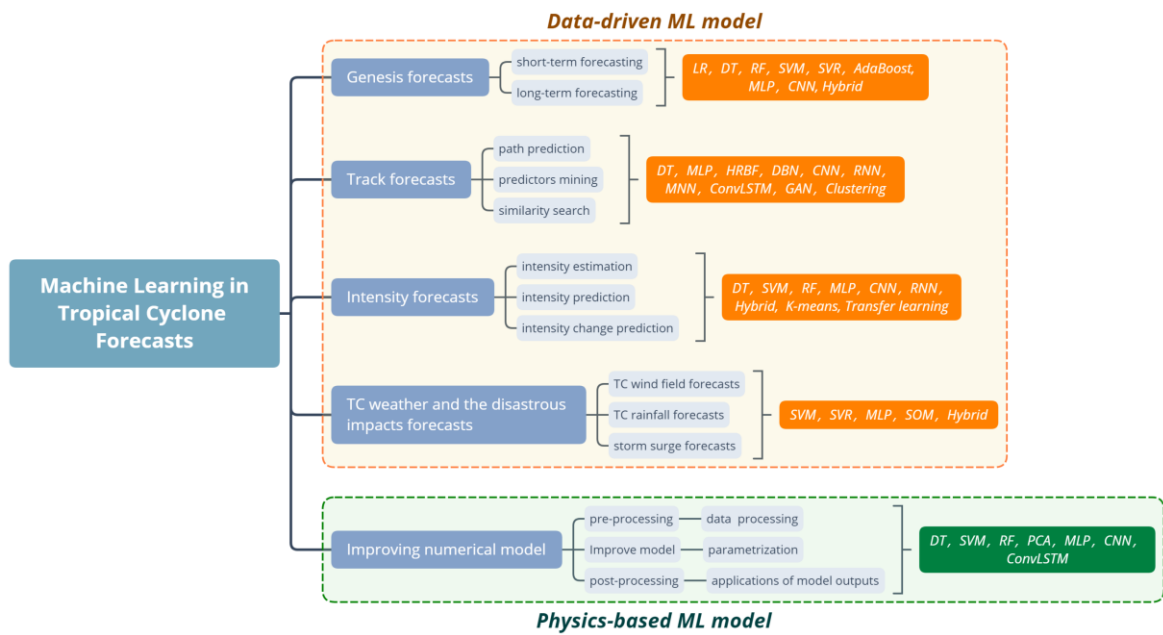 Data-driven ML model
Genesis forecasts
short-term forecasting
long-term forecasting
LR, DT, RF, SVM, SVR, AdaBoost,
MLP, CNN, Hybrid
Track forecasts
path prediction
predictors mining
similarity search
DT, MLP, HRBF, DBN, CNN, RNN,
MNN, ConvLSTM, GAN, Clustering
Machine Learning in
Tropical Cyclone
Forecasts
Intensity forecasts
intensity estimation
intensity prediction
intensity change prediction
DT, SVM, RF, MLP, CNN, RNN,
Hybrid, K-means, Transfer learning
TC weather and the disastrous
impacts forecasts
TC wind field forecasts
TC rainfall forecasts
storm surge forecasts
SVM, SVR, MLP, SOM, Hybrid
Improving numerical model
pre-processing
data processing
Improve model
parametrization
post-processing
applications of model outputs
DT, SVM, RF, PCA, MLP, CNN,
ConvLSTM
Physics-based ML model